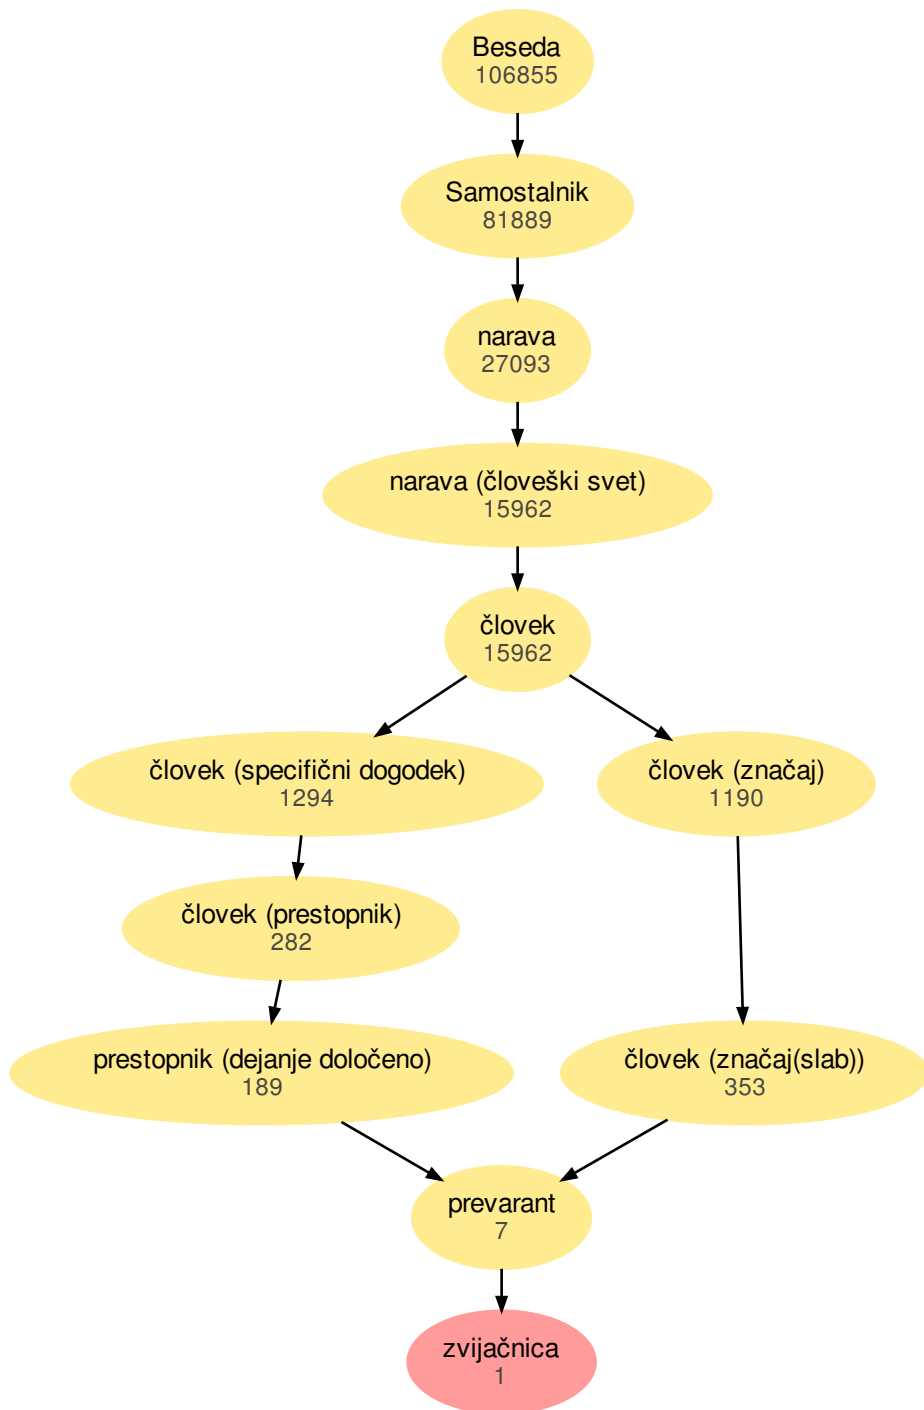 Beseda
106855
Samostalnik
81889
narava
27093
narava (človeški svet)
15962
človek
15962
človek (specifični dogodek)
1294
človek (značaj)
1190
človek (prestopnik)
282
prestopnik (dejanje določeno)
189
človek (značaj(slab))
353
prevarant
7
zvijačnica
1